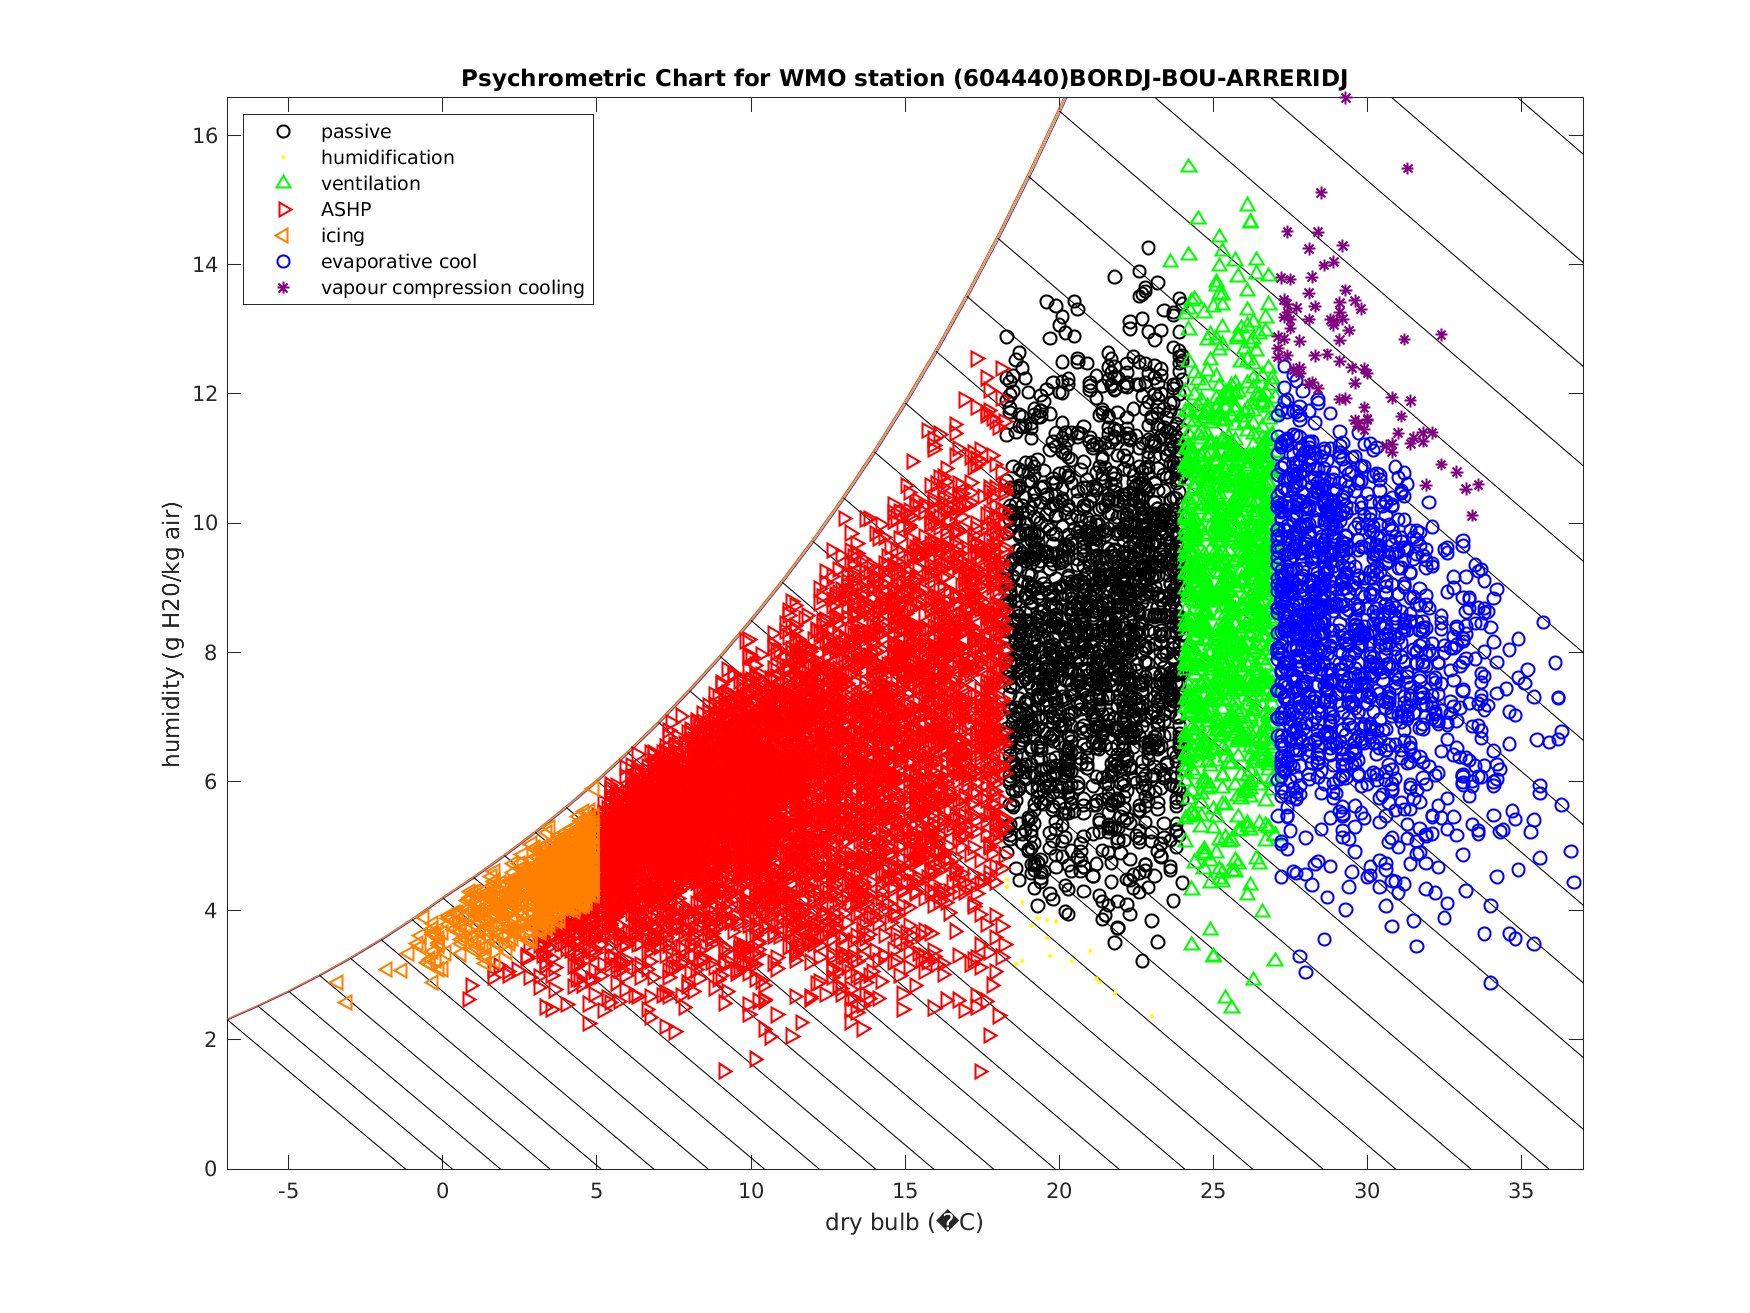 Psychrometric Chart for WMO station (604440)BORDJ-BOU-ARRERIDJ
passive
humidification
ventilation
ASHP
icing
evaporative cool
vapour compression cooling
humidity (g H20/kg air)
16
14
12
10
8
6
4
2
0
-5 0 5 10 15 20 25 30 35
dry bulb (�C)